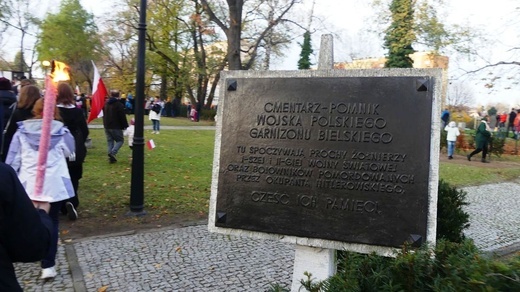 CMENTARZ-POMNIK
WOJSKA POLSKIEGO
GARNIZONU BIELSKIEGO
TU SPOCZYWAJĄ PROCHY ŻOŁNIERZY
I-SZEJ I II-GIEJ WOJNY ŚWIATOWEJ
ORAZ BOJOWNIKÓW POMORDOWANYCH
PRZEZ OKUPANTA HITLEROWSKIEGO.
CZEŚĆ ICH PAMIĘCI.